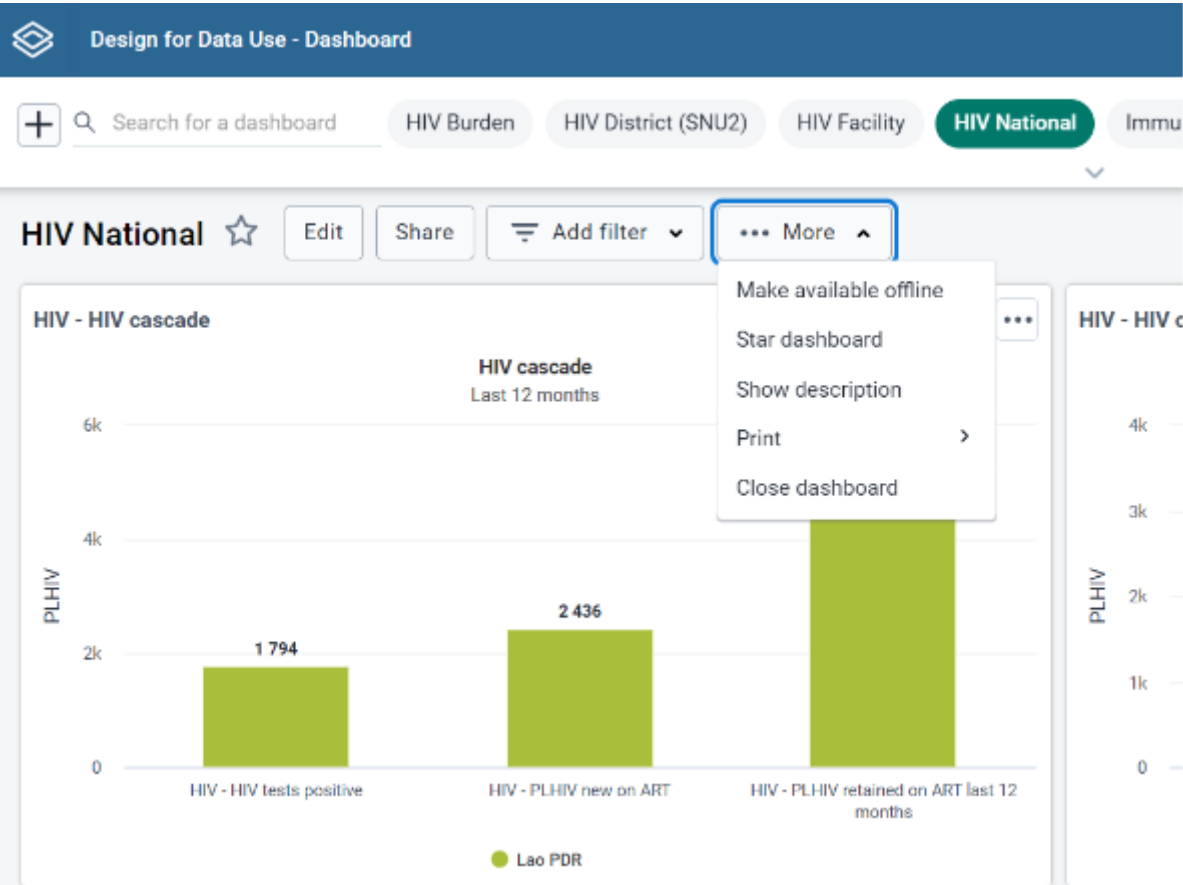 Design for Data Use - Dashboard
Search for a dashboard
HIV Burden
HIV District (SNU2)
HIV Facility
HIV National
Immu
HIV National
Edit
Share
Add filter
More
Make available offline
Star dashboard
Show description
Print
Close dashboard
HIV - HIV cascade
HIV cascade
Last 12 months
6k
4k
2k
0
PLHIV
1 794
2 436
HIV - HIV tests positive
HIV - PLHIV new on ART
HIV - PLHIV retained on ART last 12
months
Lao PDR
HIV - HIV c
4k
3k
2k
1k
0
PLHIV